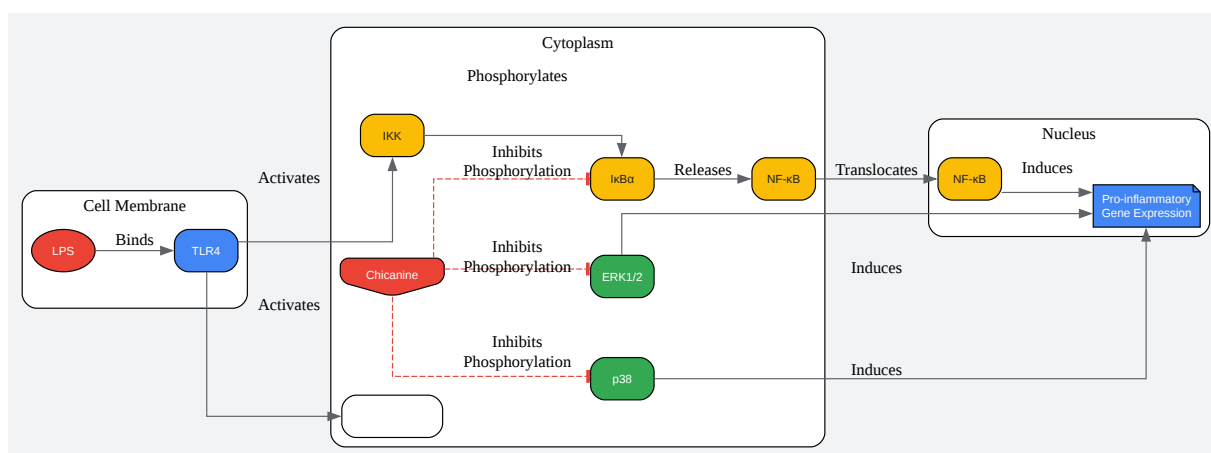 Cytoplasm
Phosphorylates
IKK
Inhibits
Phosphorylation
IκBα
Releases
NF-κB
Translocates
Nucleus
NF-κB
Induces
Pro-inflammatory
Gene Expression
Activates
Cell Membrane
LPS
Binds
TLR4
Activates
Chicanine
Inhibits
Phosphorylation
ERK1/2
Induces
Inhibits
Phosphorylation
p38
Induces